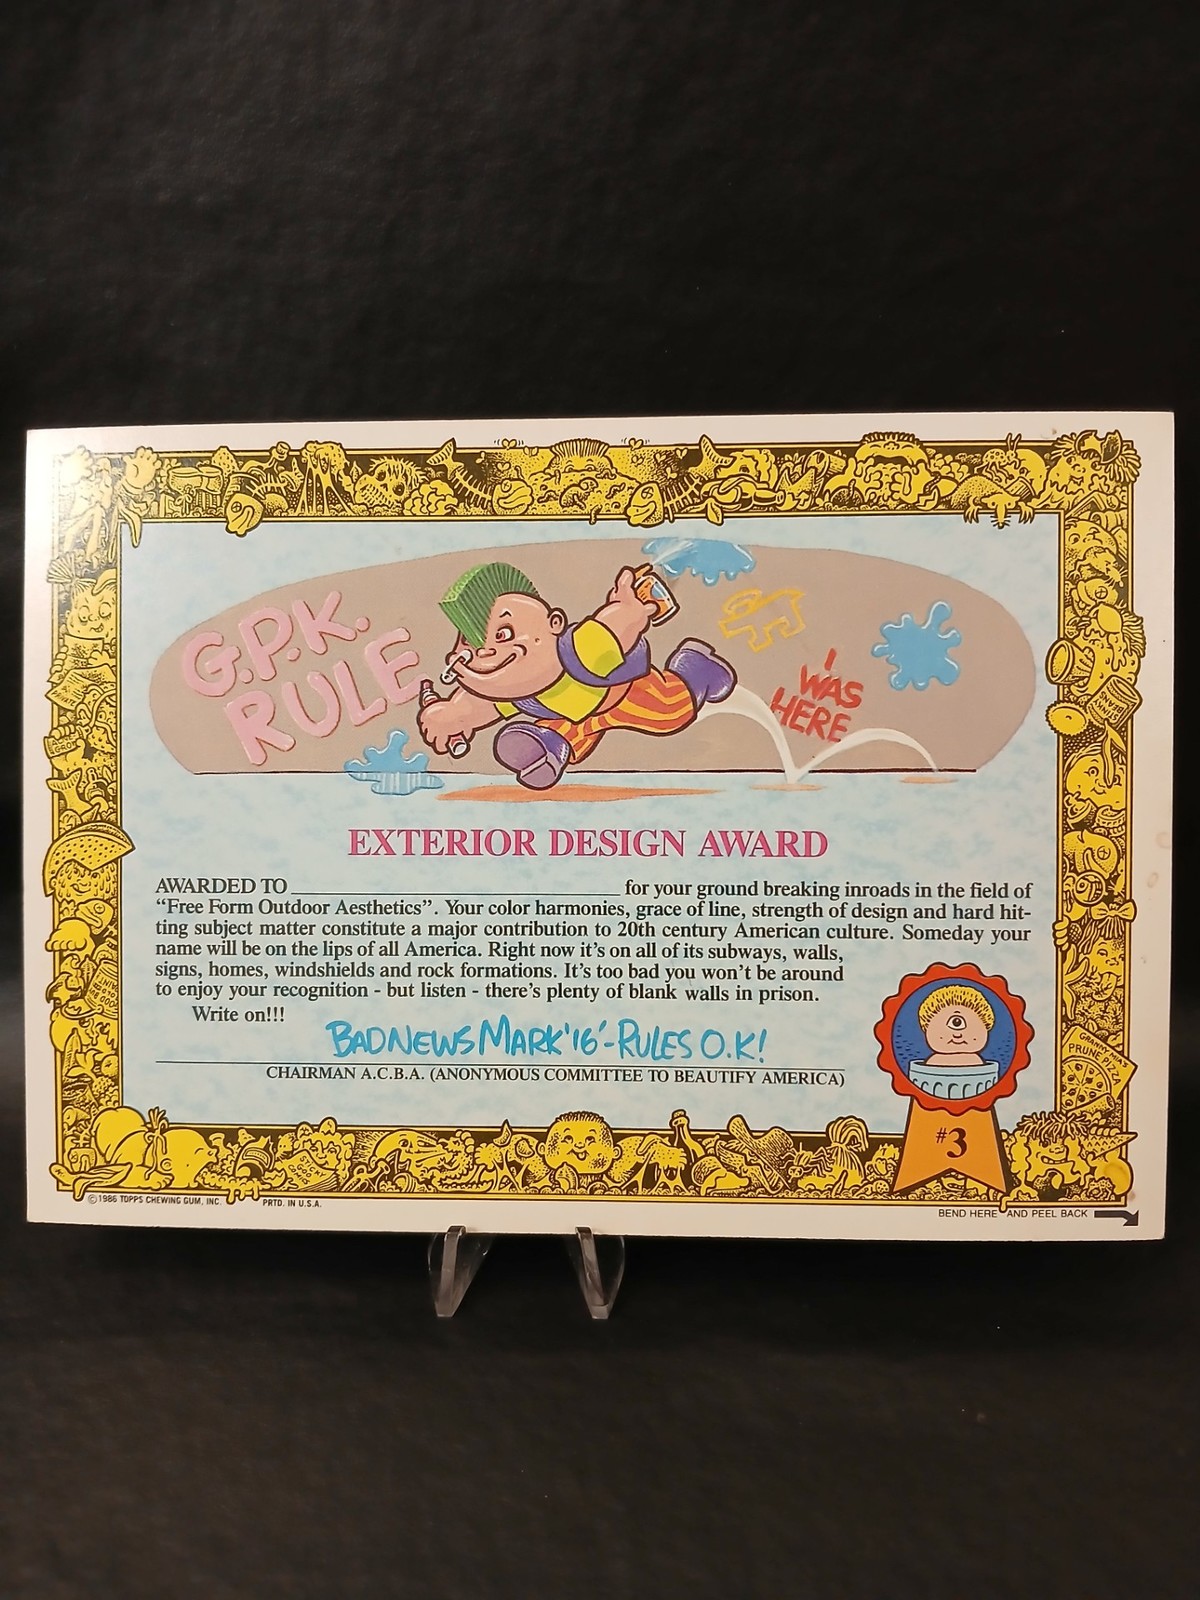 G.P.K.
RULE
I
WAS
HERE
EXTERIOR DESIGN AWARD
AWARDED TO ______ for your ground breaking inroads in the field of
“Free Form Outdoor Aesthetics”. Your color harmonies, grace of line, strength of design and hard hit-
ting subject matter constitute a major contribution to 20th century American culture. Someday your
name will be on the lips of all America. Right now it’s on all of its subways, walls,
signs, homes, windshields and rock formations. It’s too bad you won’t be around
to enjoy your recognition - but listen - there’s plenty of blank walls in prison.
Write on!!!
BADNEWS MARK '16'-RULES O.K!
CHAIRMAN A.C.B.A. (ANONYMOUS COMMITTEE TO BEAUTIFY AMERICA)
#3
GRANNY MIA'S
PRUNE PIZZA
©1986 TOPPS CHEWING GUM, INC. PRTD. IN U.S.A.
BEND HERE AND PEEL BACK